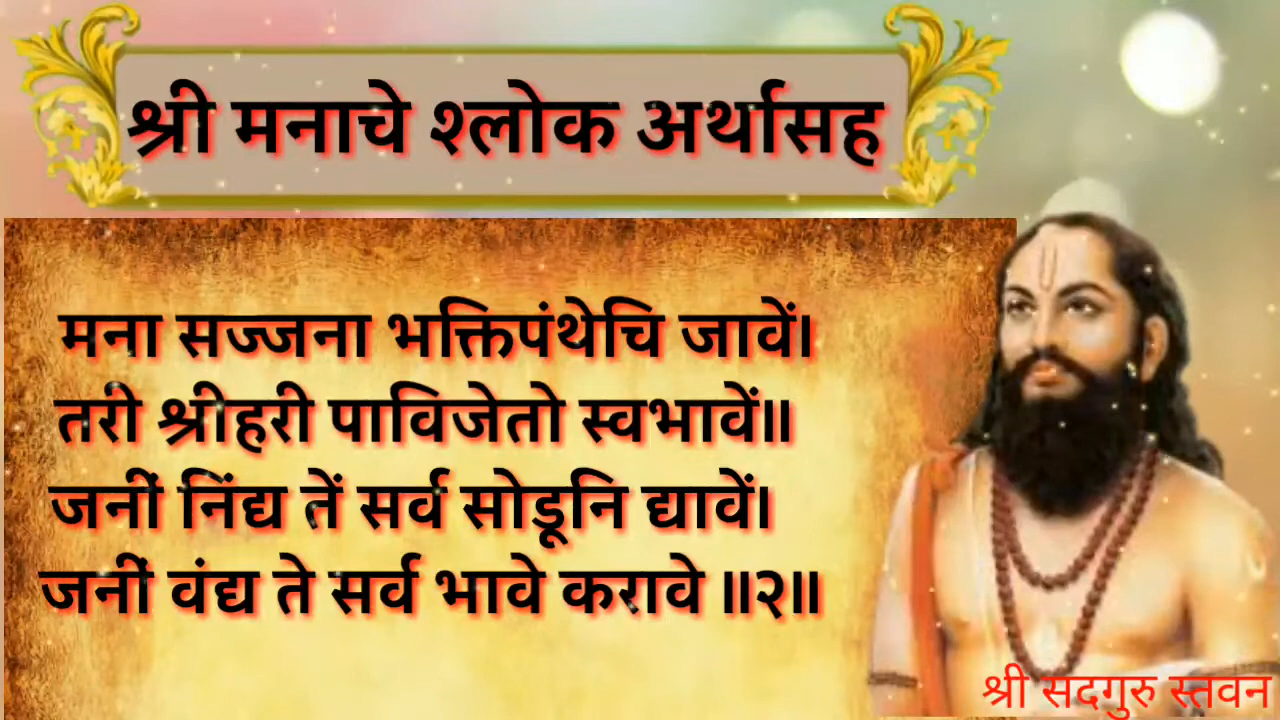 श्री मनाचे श्लोक अर्थासह
मना सज्जना भक्तिपंथेचि जावें।
तरी श्रीहरी पाविजेतो स्वभावें॥
जनीं निंद्य तें सर्व सोडूनि द्यावें।
जनीं वंद्य ते सर्व भावे करावे ॥२॥
श्री सदगुरु स्तवन